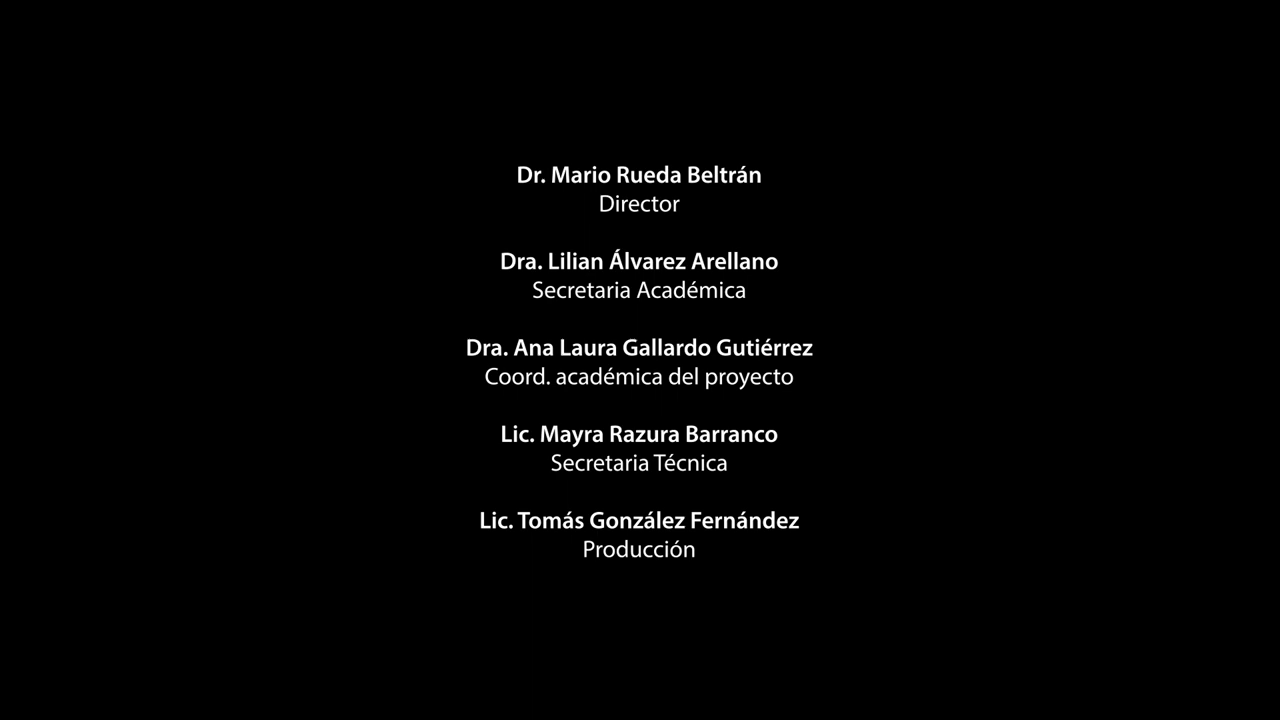 Dr. Mario Rueda Beltrán
Director
Dra. Lilian Álvarez Arellano
Secretaria Académica
Dra. Ana Laura Gallardo Gutiérrez
Coord. académica del proyecto
Lic. Mayra Razura Barranco
Secretaria Técnica
Lic. Tomás González Fernández
Producción